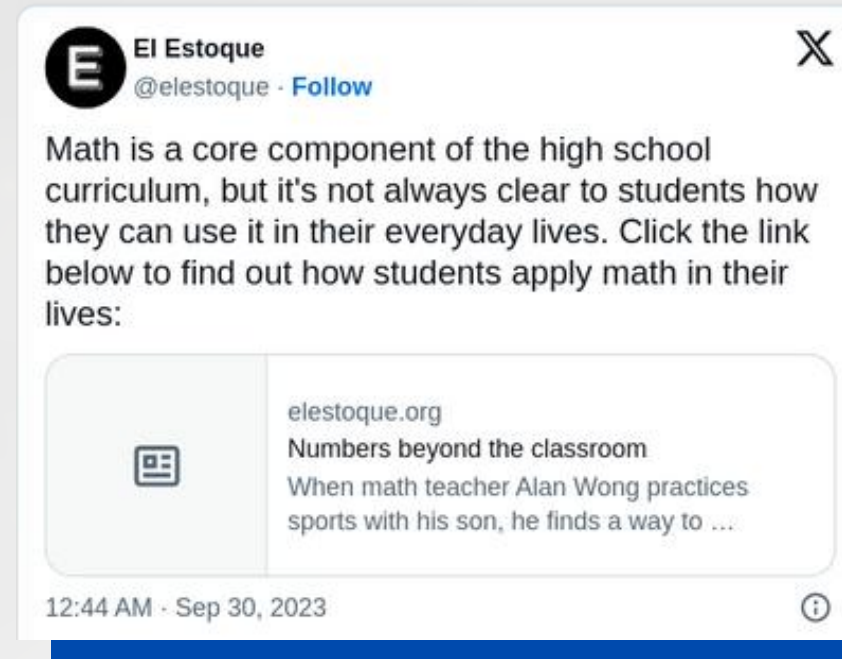 E
El Estoque
@elestoque · Follow
X
Math is a core component of the high school
curriculum, but it's not always clear to students how
they can use it in their everyday lives. Click the link
below to find out how students apply math in their
lives:
elestoque.org
Numbers beyond the classroom
When math teacher Alan Wong practices
sports with his son, he finds a way to …
12:44 AM · Sep 30, 2023